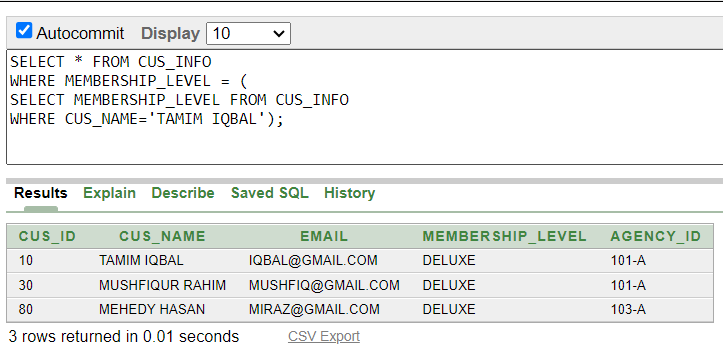 Autocommit Display 10
SELECT * FROM CUS_INFO
WHERE MEMBERSHIP_LEVEL = (
SELECT MEMBERSHIP_LEVEL FROM CUS_INFO
WHERE CUS_NAME='TAMIM IQBAL');
Results Explain Describe Saved SQL History
CUS_ID CUS_NAME EMAIL MEMBERSHIP_LEVEL AGENCY_ID
10 TAMIM IQBAL IQBAL@GMAIL.COM DELUXE 101-A
30 MUSHFIQUR RAHIM MUSHFIQ@GMAIL.COM DELUXE 101-A
80 MEHEDY HASAN MIRAZ@GMAIL.COM DELUXE 103-A
3 rows returned in 0.01 seconds CSV Export